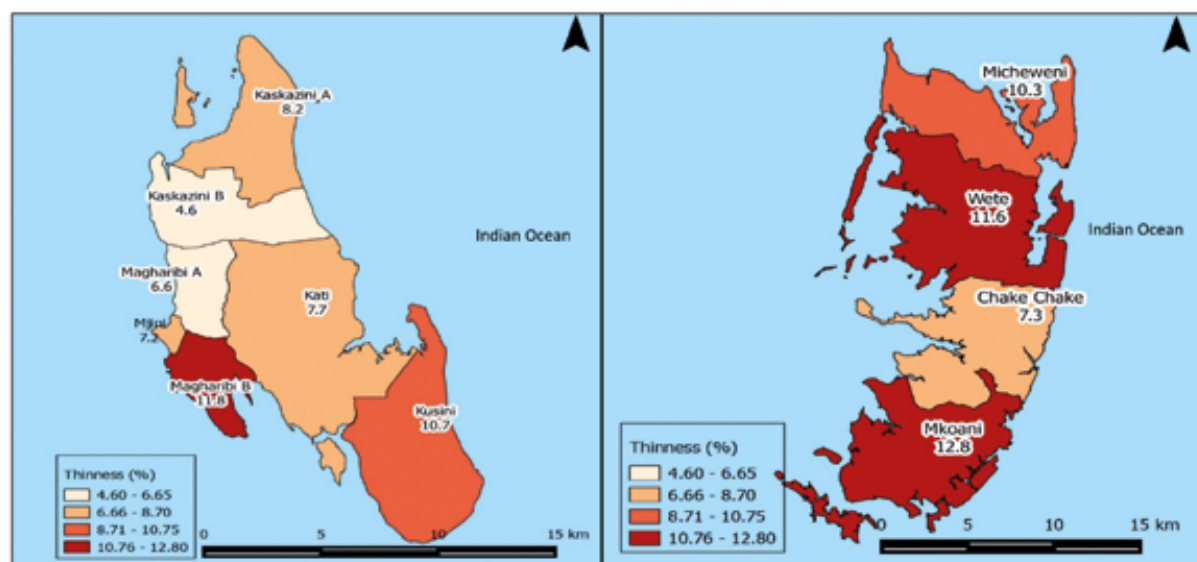 Kaskazini A
8.2
Kaskazini B
4.6
Magharibi A
6.6
Kati
7.7
Mjini
7.2
Magharibi B
11.8
Kusini
10.7
Indian Ocean
Thinness (%)
4.60 - 6.65
6.66 - 8.70
8.71 - 10.75
10.76 - 12.80
0 5 10 15 km
Micheweni
10.3
Wete
11.6
Indian Ocean
Chake Chake
7.3
Mkoani
12.8
Thinness (%)
4.60 - 6.65
6.66 - 8.70
8.71 - 10.75
10.76 - 12.80
0 5 10 15 km